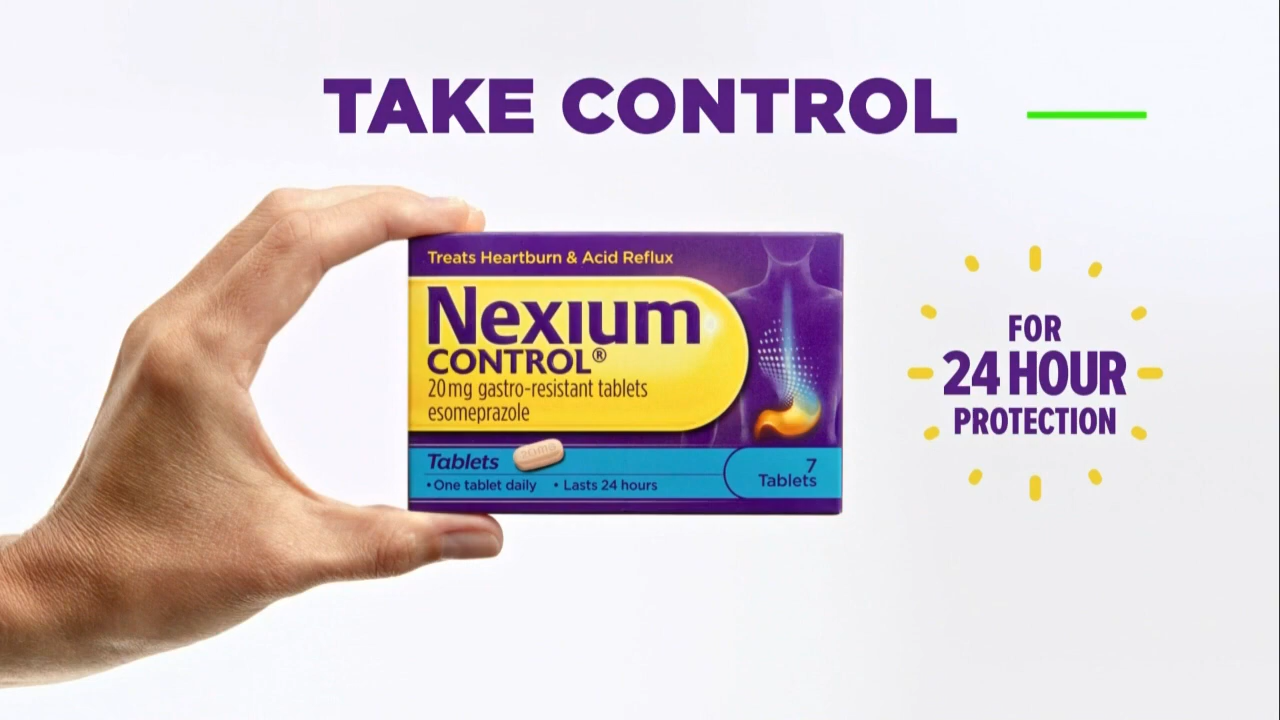 TAKE CONTROL
Treats Heartburn & Acid Reflux
Nexium
CONTROL®
20mg gastro-resistant tablets
esomeprazole
Tablets
• One tablet daily • Lasts 24 hours
7
Tablets
FOR
24 HOUR
PROTECTION